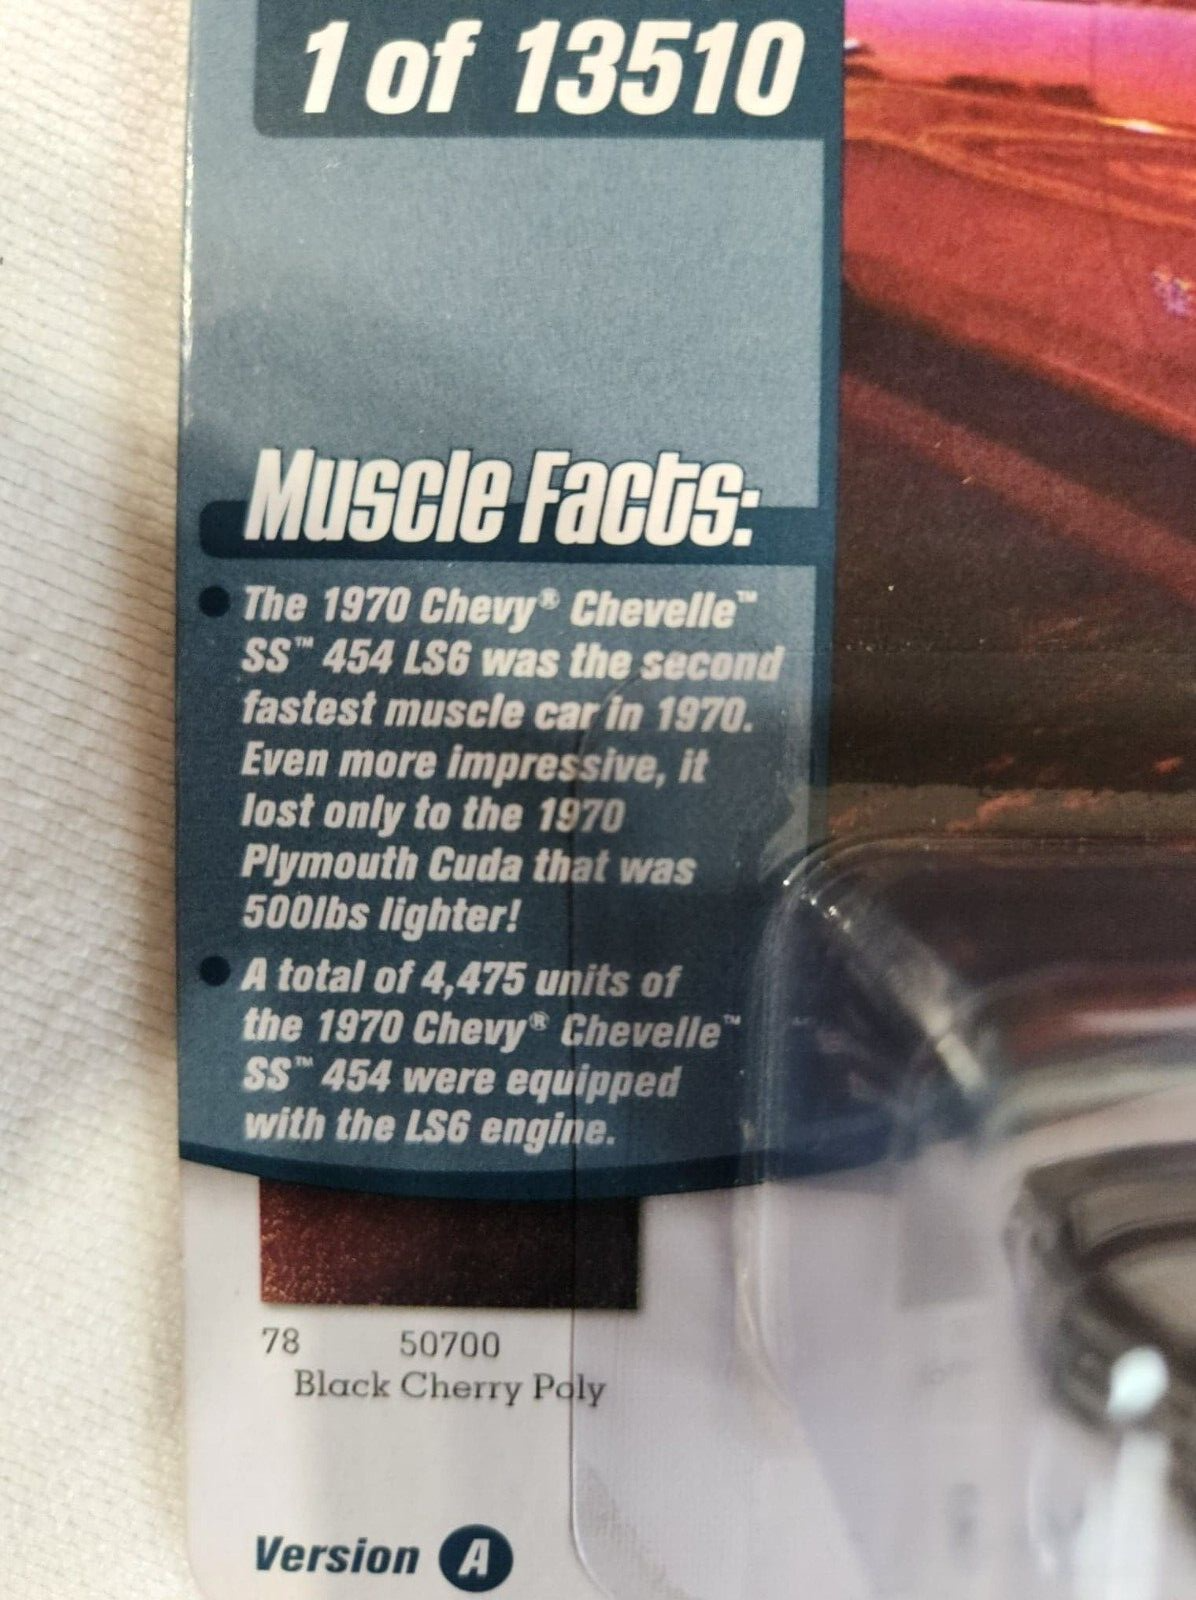 1 of 13510
Muscle Facts:
The 1970 Chevy® Chevelle™
SS™ 454 LS6 was the second
fastest muscle car in 1970.
Even more impressive, it
lost only to the 1970
Plymouth Cuda that was
500lbs lighter!
A total of 4,475 units of
the 1970 Chevy® Chevelle™
SS™ 454 were equipped
with the LS6 engine.
78 50700
Black Cherry Poly
Version A